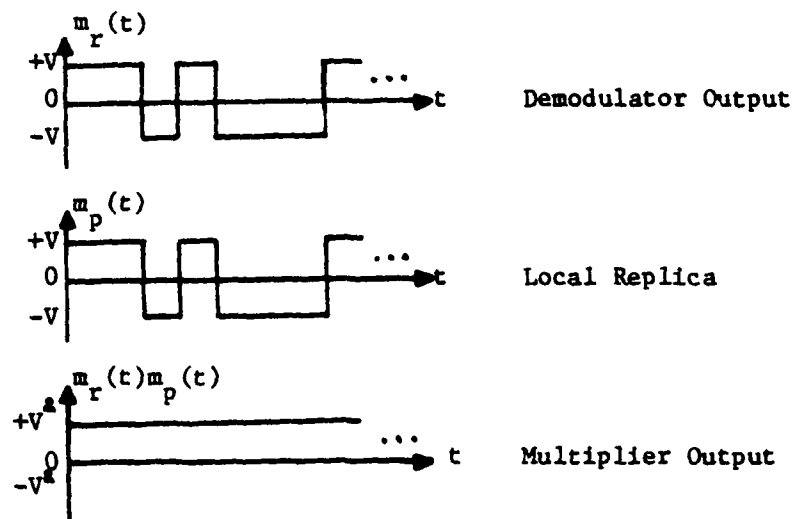 m_r(t)
+V
0
-V
t
...
Demodulator Output
m_p(t)
+V
0
-V
t
...
Local Replica
m_r(t)m_p(t)
+V²
0
-V²
t
...
Multiplier Output